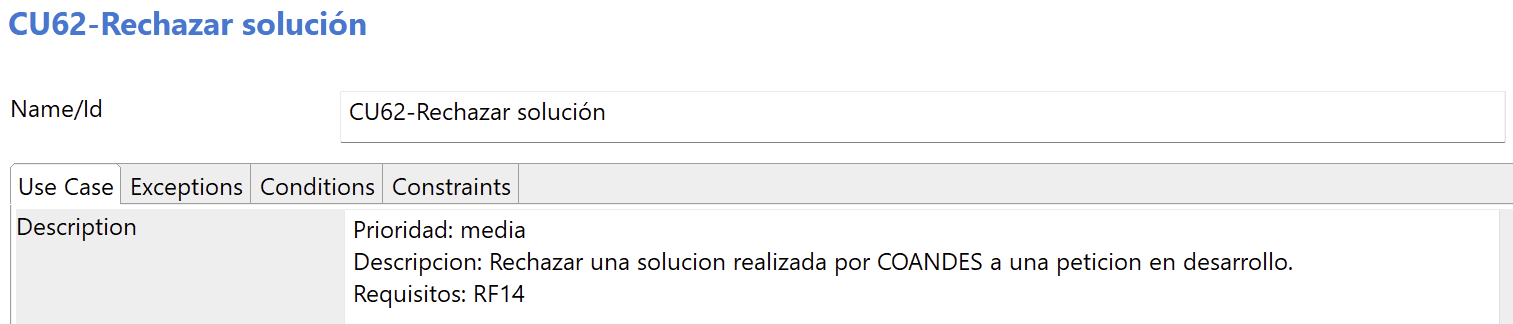 CU62-Rechazar solución
Name/Id
CU62-Rechazar solución
Use Case Exceptions Conditions Constraints
Description
Prioridad: media
Descripcion: Rechazar una solucion realizada por COANDES a una peticion en desarrollo.
Requisitos: RF14